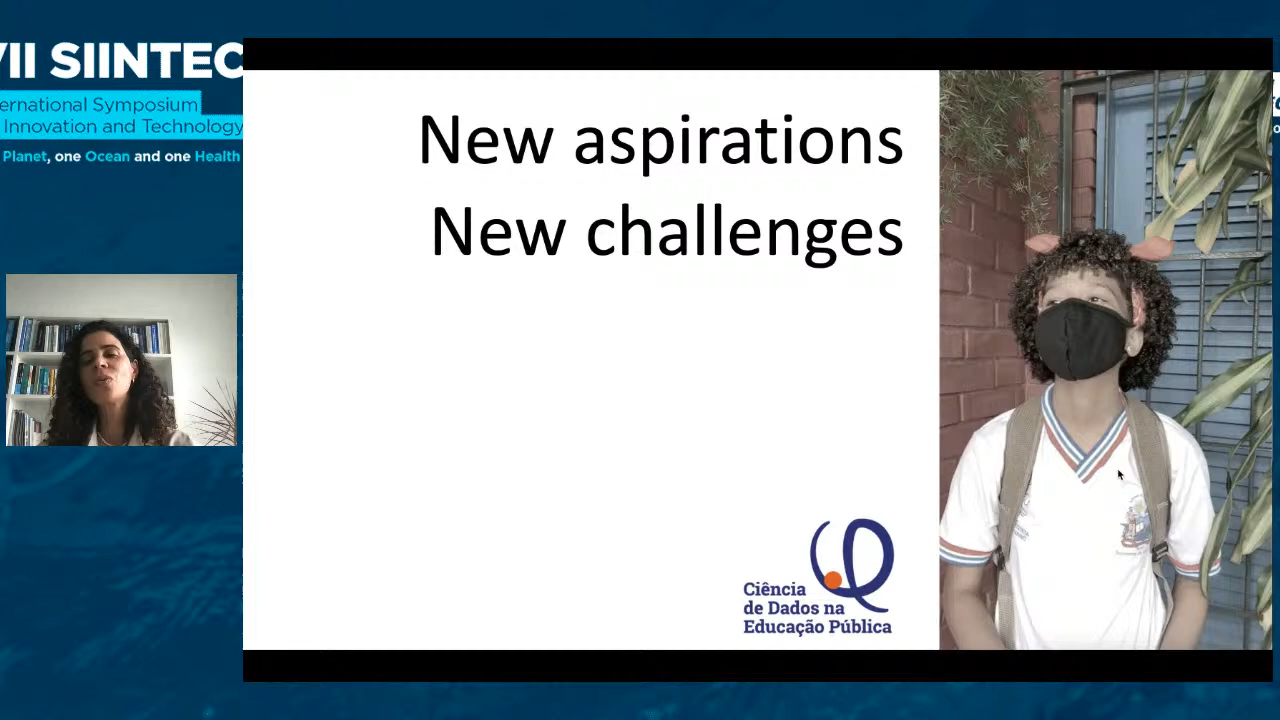 VII SIINTEC
International Symposium
Innovation and Technology
Planet, one Ocean and one Health
New aspirations
New challenges
Ciência
de Dados na
Educação Pública